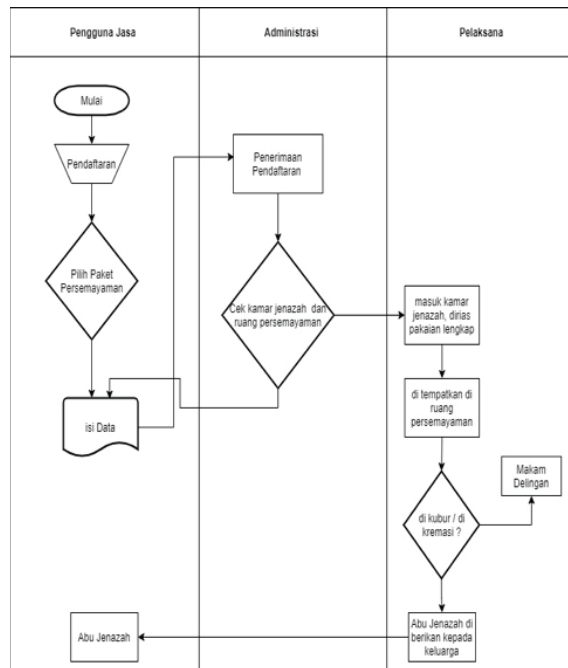 Pengguna Jasa
Administrasi
Pelaksana
Mulai
Pendaftaran
Pilih Paket
Persemayaman
isi Data
Penerimaan
Pendaftaran
Cek kamar jenazah dan
ruang persemayaman
masuk kamar
jenazah, dirias
pakaian lengkap
di tempatkan di
ruang
persemayaman
di kubur / di
kremasi ?
Makam
Delingan
Abu Jenazah di
berikan kepada
keluarga
Abu Jenazah